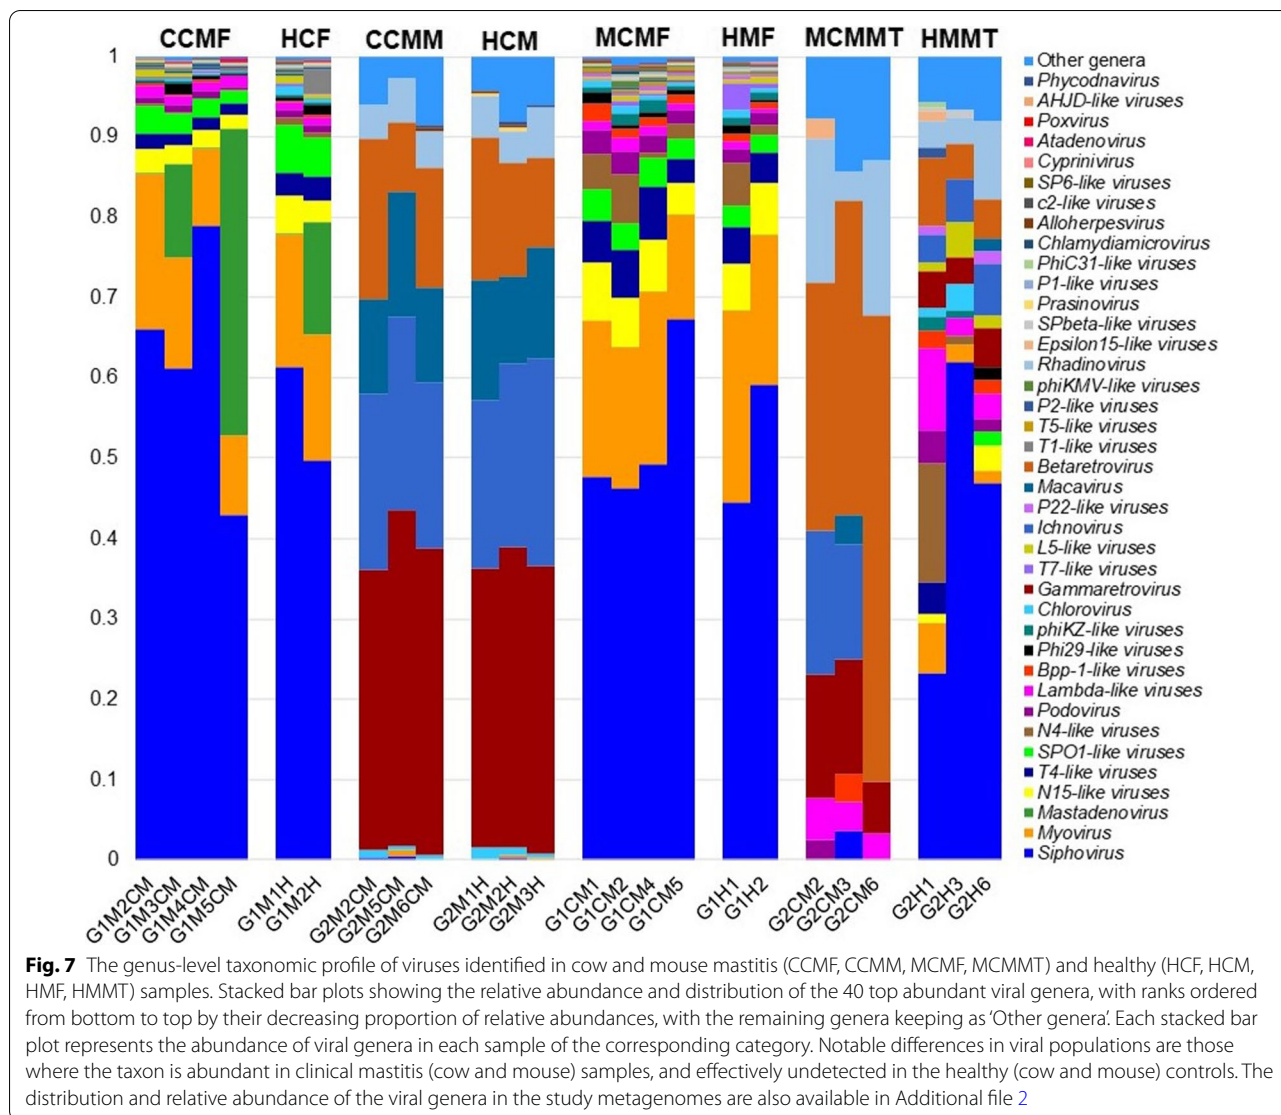 CCMF HCF CCMM HCM MCMF HMF MCMMT HMMT
1
0.9
0.8
0.7
0.6
0.5
0.4
0.3
0.2
0.1
0
Other genera
Phycodnavirus
AHJD-like viruses
Poxvirus
Atadenovirus
Cyprinivirus
SP6-like viruses
c2-like viruses
Alloherpesvirus
Chlamydiamicrovirus
PhiC31-like viruses
P1-like viruses
Prasinovirus
SPbeta-like viruses
Epsilon15-like viruses
Rhadinovirus
phiKMV-like viruses
P2-like viruses
T5-like viruses
T1-like viruses
Betaretrovirus
Macavirus
P22-like viruses
Ichnovirus
L5-like viruses
T7-like viruses
Gammaretrovirus
Chlorovirus
phiKZ-like viruses
Phi29-like viruses
Bpp-1-like viruses
Lambda-like viruses
Podovirus
N4-like viruses
SPO1-like viruses
T4-like viruses
N15-like viruses
Mastadenovirus
Myovirus
Siphovirus
G1M2CM G1M3CM G1M4CM G1M5CM G1M1H G1M2H G2M2CM G2M5CM G2M6CM G2M1H G2M2H G2M3H G1CM1 G1CM2 G1CM4 G1CM5 G1H1 G1H2 G2CM2 G2CM3 G2CM6 G2H1 G2H3 G2H6
Fig. 7 The genus-level taxonomic profile of viruses identified in cow and mouse mastitis (CCMF, CCMM, MCMF, MCMMT) and healthy (HCF, HCM,
HMF, HMMT) samples. Stacked bar plots showing the relative abundance and distribution of the 40 top abundant viral genera, with ranks ordered
from bottom to top by their decreasing proportion of relative abundances, with the remaining genera keeping as ‘Other genera’. Each stacked bar
plot represents the abundance of viral genera in each sample of the corresponding category. Notable differences in viral populations are those
where the taxon is abundant in clinical mastitis (cow and mouse) samples, and effectively undetected in the healthy (cow and mouse) controls. The
distribution and relative abundance of the viral genera in the study metagenomes are also available in Additional file 2